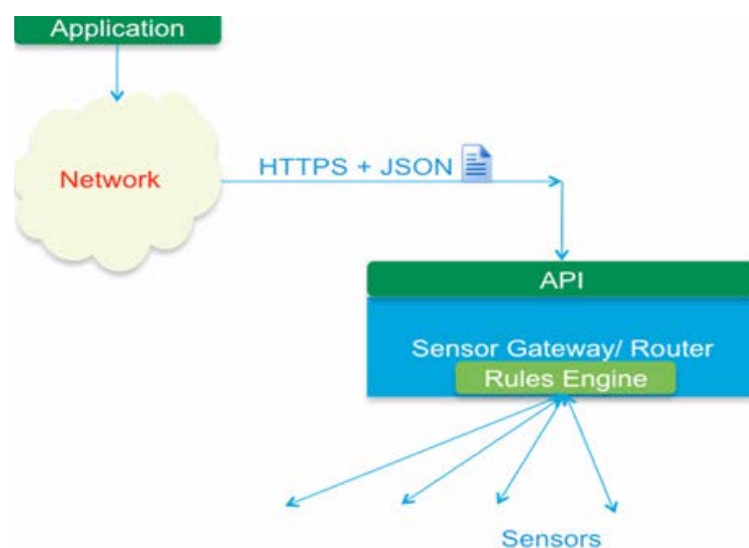 Application
Network
HTTPS + JSON
API
Sensor Gateway/ Router
Rules Engine
Sensors